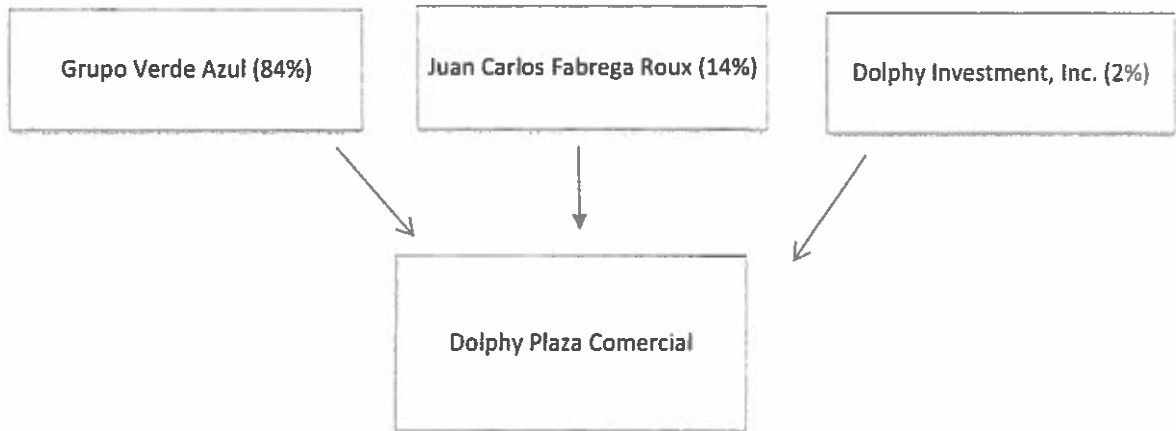 Grupo Verde Azul (84%)
Juan Carlos Fabrega Roux (14%)
Dolphy Investment, Inc. (2%)
Dolphy Plaza Comercial